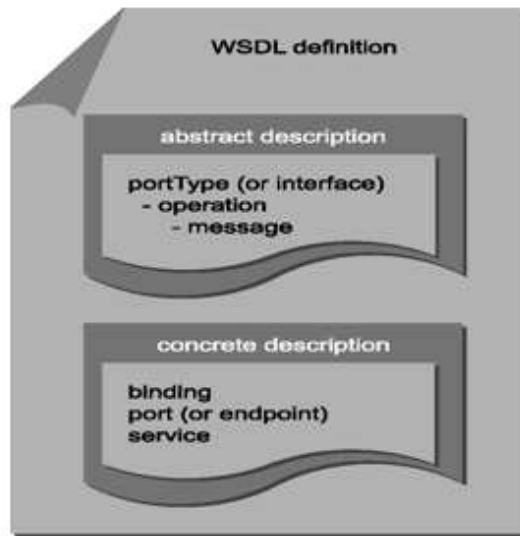 WSDL definition
abstract description
portType (or interface)
- operation
- message
concrete description
binding
port (or endpoint)
service